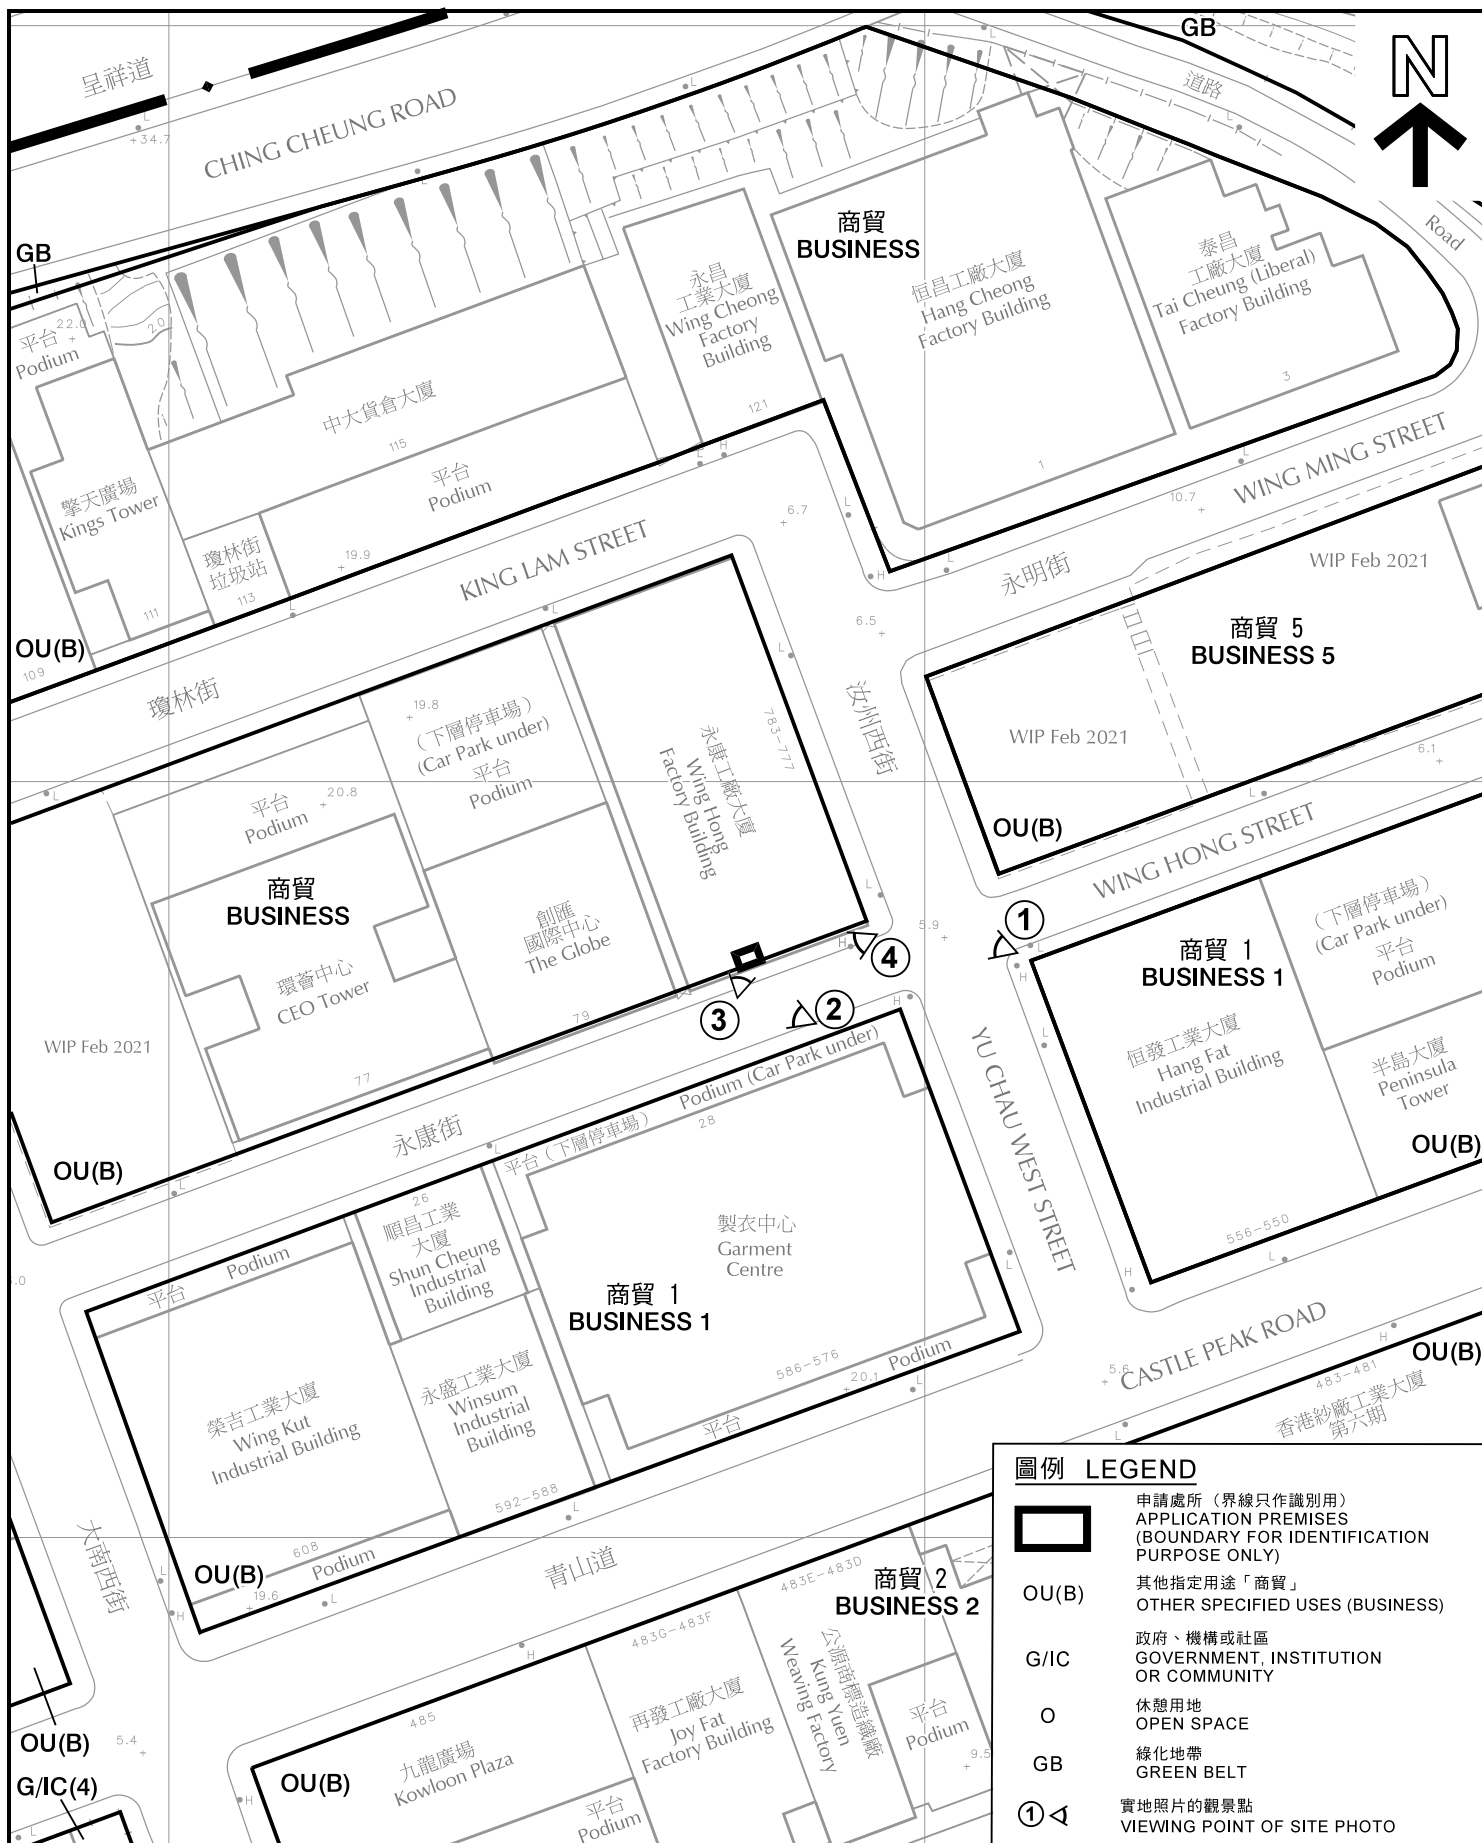 GB
N
呈祥道
道路
+34.7
L
CHING CHEUNG ROAD
Road
GB
商貿
BUSINESS
泰昌
工廠大廈
Tai Cheung (Liberal)
Factory Building
3
恒昌工廠大廈
Hang Cheong
Factory Building
1
永昌
工業大廈
Wing Cheong
Factory
Building
121
22.0
20
平台
Podium
中大貨倉大廈
115
平台
Podium
擎天廣場
Kings Tower
111
瓊林街
垃圾站
113
19.9
6.7
10.7
WING MING STREET
永明街
KING LAM STREET
瓊林街
OU(B)
109
WIP Feb 2021
商貿 5
BUSINESS 5
6.5
汝州西街
WIP Feb 2021
6.1
OU(B)
WING HONG STREET
19.8
（下層停車場）
(Car Park under)
平台
Podium
永康工廠大廈
Wing Hong
Factory Building
783-777
平台
Podium
20.8
商貿
BUSINESS
環薈中心
CEO Tower
77
創匯
國際中心
The Globe
79
WIP Feb 2021
OU(B)
5.9
1
2
3
4
商貿 1
BUSINESS 1
（下層停車場）
(Car Park under)
平台
Podium
恒發工業大廈
Hang Fat
Industrial Building
半島大廈
Peninsula
Tower
OU(B)
556-550
YU CHAU WEST STREET
永康街
平台（下層停車場）
Podium (Car Park under)
28
26
順昌工業
大廈
Shun Cheung
Industrial
Building
製衣中心
Garment
Centre
商貿 1
BUSINESS 1
586-576
20.1
平台
Podium
平台
Podium
榮吉工業大廈
Wing Kut
Industrial Building
永盛工業大廈
Winsum
Industrial
Building
592-588
608
Podium
19.6
OU(B)
大南西街
青山道
CASTLE PEAK ROAD
5.6
OU(B)
483-481
香港紗廠工業大廈
第六期
商貿 2
BUSINESS 2
483E-483D
483G-483F
485
公源商標造織廠
Kung Yuen
Weaving Factory
平台
Podium
9.5
再發工廠大廈
Joy Fat
Factory Building
九龍廣場
Kowloon Plaza
平台
Podium
OU(B)
OU(B)
5.4
G/IC(4)
圖例 LEGEND
申請處所（界線只作識別用）
APPLICATION PREMISES
(BOUNDARY FOR IDENTIFICATION
PURPOSE ONLY)
OU(B)
其他指定用途「商貿」
OTHER SPECIFIED USES (BUSINESS)
G/IC
政府、機構或社區
GOVERNMENT, INSTITUTION
OR COMMUNITY
O
休憩用地
OPEN SPACE
GB
綠化地帶
GREEN BELT
1
實地照片的觀景點
VIEWING POINT OF SITE PHOTO